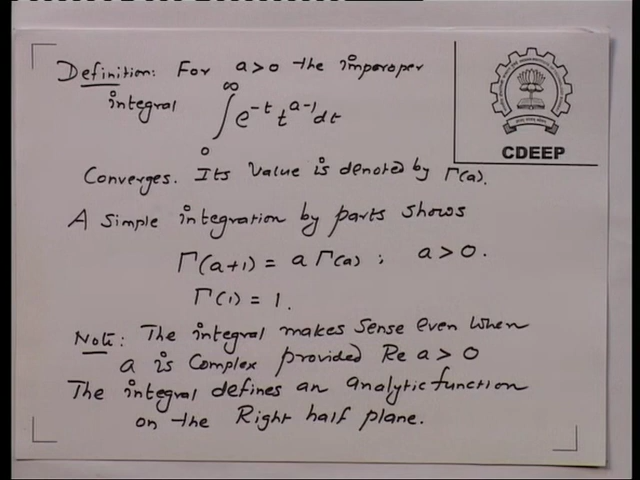 Definition: For a>0 the improper
integral ∫₀^∞ e^{-t} t^{a-1} dt
CDEEP
Converges. Its value is denoted by Γ(a).
A simple integration by parts shows
Γ(a+1) = a Γ(a) ; a > 0.
Γ(1) = 1.
Note: The integral makes sense even when
a is Complex provided Re a > 0
The integral defines an analytic function
on the Right half plane.